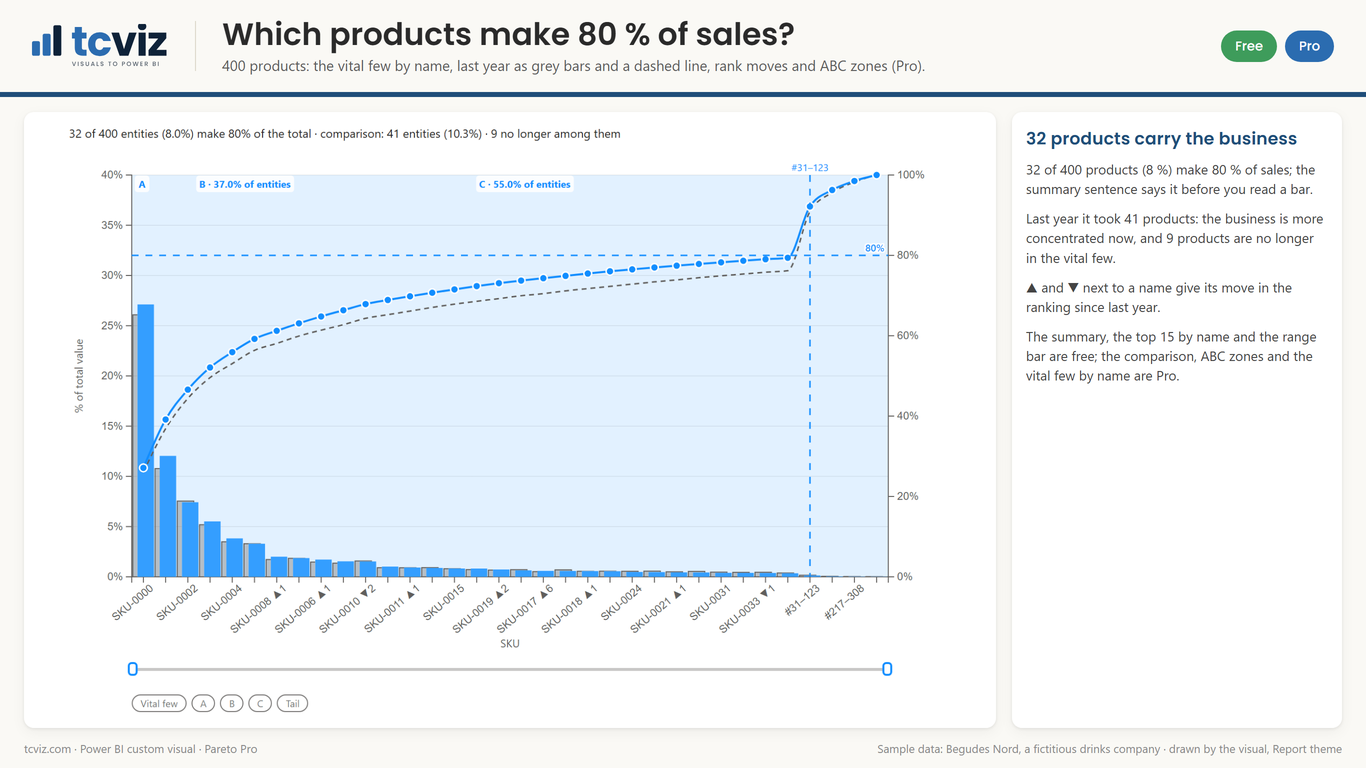 tcviz
VISUALS TO POWER BI
Which products make 80 % of sales?
400 products: the vital few by name, last year as grey bars and a dashed line, rank moves and ABC zones (Pro).
Free
Pro
32 of 400 entities (8.0%) make 80% of the total · comparison: 41 entities (10.3%) · 9 no longer among them
#31–123
A
B · 37.0% of entities
C · 55.0% of entities
80%
% of total value
40%
35%
30%
25%
20%
15%
10%
5%
0%
100%
80%
60%
40%
20%
0%
SKU-0000
SKU-0002
SKU-0004
SKU-0008 ▲1
SKU-0006 ▲1
SKU-0010 ▼2
SKU-0011 ▲1
SKU-0015
SKU-0019 ▲2
SKU-0017 ▲6
SKU-0018 ▲1
SKU-0024
SKU-0021 ▲1
SKU-0031
SKU-0033 ▼1
#31–123
#217–308
SKU
Vital few
A
B
C
Tail
32 products carry the business
32 of 400 products (8 %) make 80 % of sales; the
summary sentence says it before you read a bar.
Last year it took 41 products: the business is more
concentrated now, and 9 products are no longer
in the vital few.
▲ and ▼ next to a name give its move in the
ranking since last year.
The summary, the top 15 by name and the range
bar are free; the comparison, ABC zones and the
vital few by name are Pro.
tcviz.com · Power BI custom visual · Pareto Pro
Sample data: Begudes Nord, a fictitious drinks company · drawn by the visual, Report theme